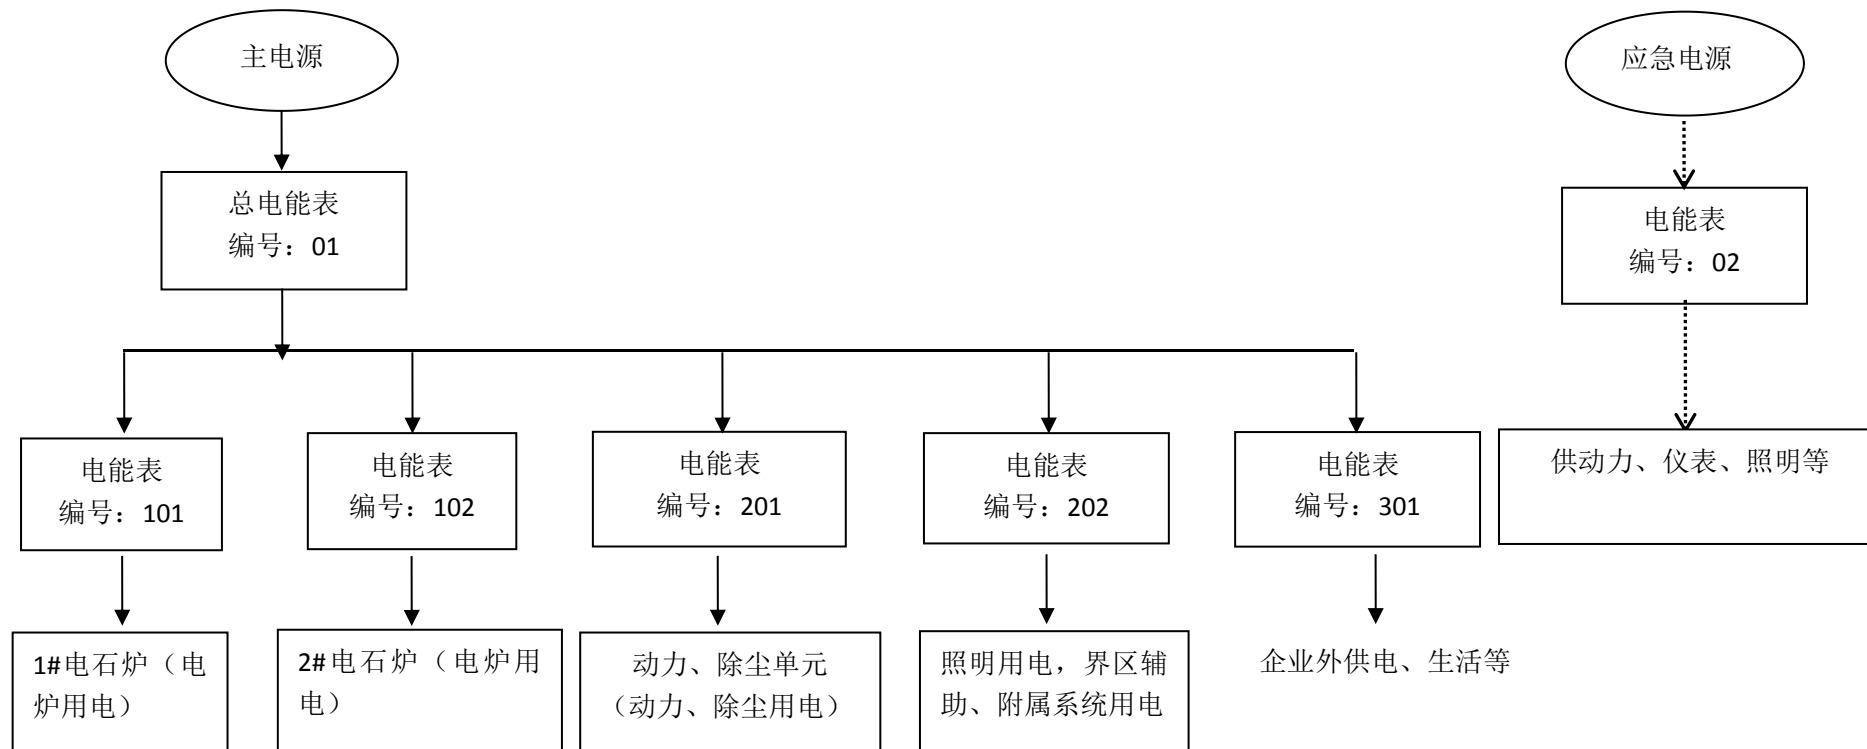 主电源
应急电源
总电能表
编号：01
电能表
编号：02
电能表
编号：101
电能表
编号：102
电能表
编号：201
电能表
编号：202
电能表
编号：301
供动力、仪表、照明等
1#电石炉（电
炉用电）
2#电石炉（电炉用
电）
动力、除尘单元
（动力、除尘用电）
照明用电，界区辅
助、附属系统用电
企业外供电、生活等